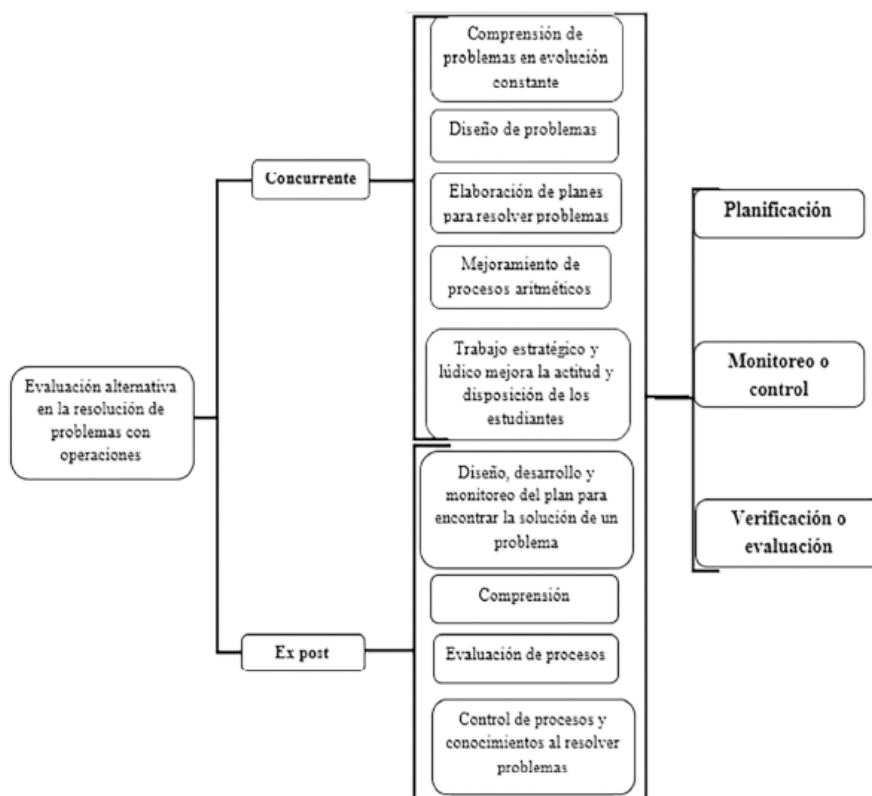 Evaluación alternativa
en la resolución de
problemas con
operaciones
Concurrente
Comprensión de
problemas en evolución
constante
Diseño de problemas
Elaboración de planes
para resolver problemas
Mejoramiento de
procesos aritméticos
Trabajo estratégico y
lúdico mejora la actitud y
disposición de los
estudiantes
Ex post
Diseño, desarrollo y
monitoreo del plan para
encontrar la solución de un
problema
Comprensión
Evaluación de procesos
Control de procesos y
conocimientos al resolver
problemas
Planificación
Monitoreo o
control
Verificación o
evaluación